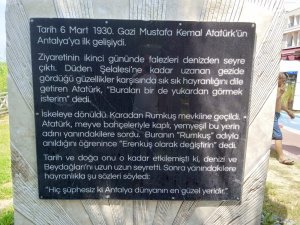 Tarih 6 Mart 1930. Gazi Mustafa Kemal Atatürk'ün
Antalya'ya ilk gelişiydi.
Ziyaretinin ikinci gününde falezleri denizden seyre
çıktı. Düden Şelalesi'ne kadar uzanan gezide
gördüğü güzellikler karşısında sık sık hayranlığını dile
getiren Atatürk, "Buraları bir de yukardan görmek
isterim" dedi.
İskeleye dönüldü. Karadan Rumkuş mevkiine geçildi.
Atatürk, meyve bahçeleriyle kaplı, yemyeşil bu yerin
adını yanındakilere sordu. Buranın "Rumkuş" adıyla
anıldığını öğrenince "Erenkuş olarak değiştirin" dedi.
Tarih ve doğa onu o kadar etkilemişti ki, denizi ve
Beydağları'nı uzun uzun seyretti. Sonra yanındakilere
hayranlıkla şu sözleri söyledi:
"Hiç şüphesiz ki Antalya dünyanın en güzel yeridir."